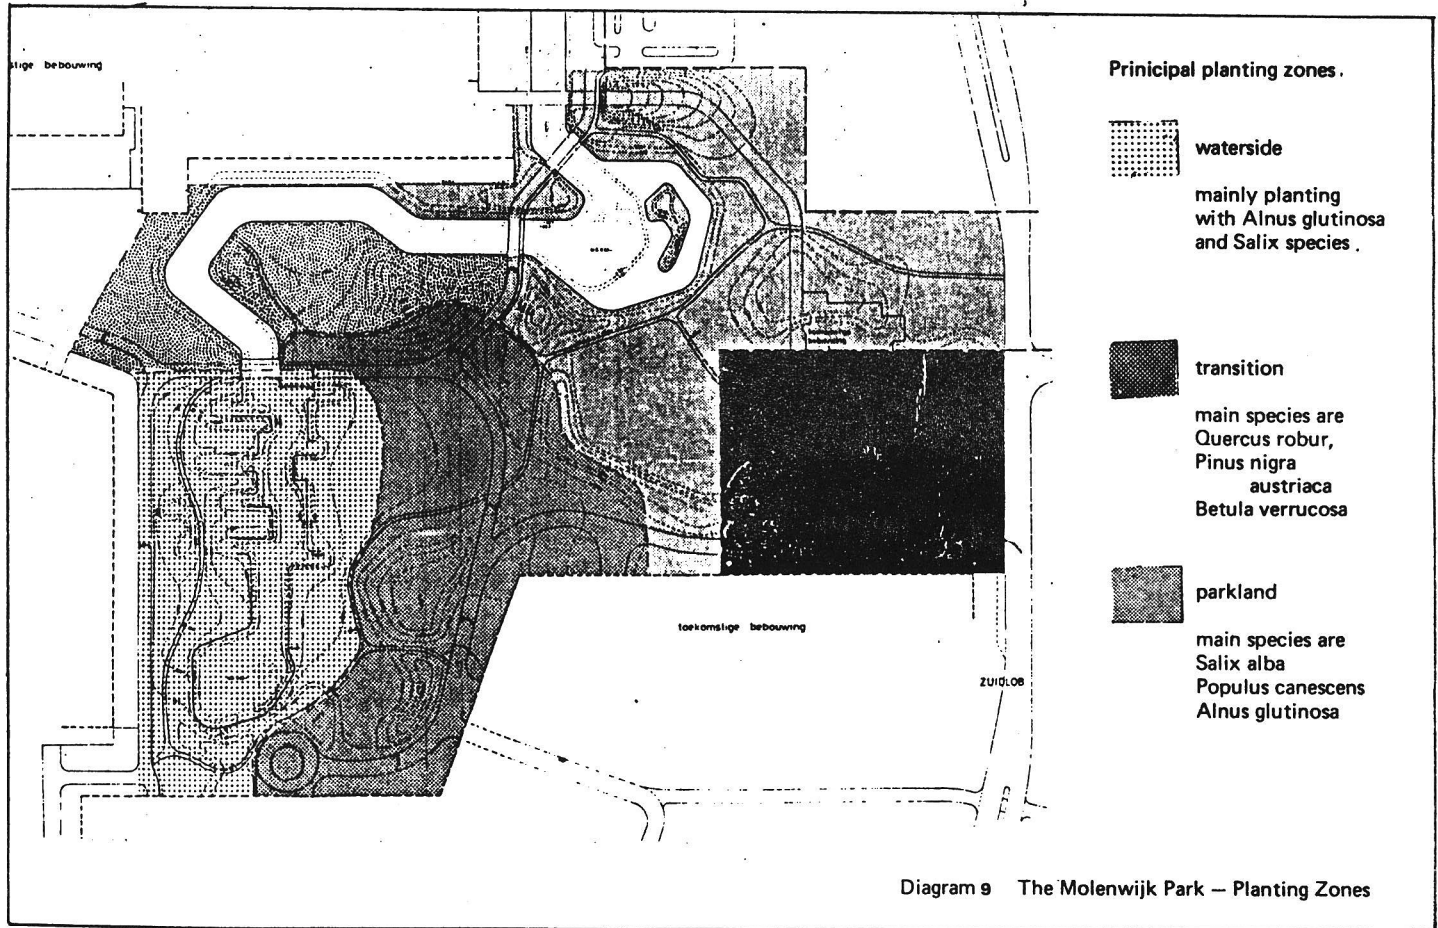 slige bebouwing
Prinicipal planting zones.
waterside
mainly planting
with Alnus glutinosa
and Salix species.
transition
main species are
Quercus robur,
Pinus nigra
austriaca
Betula verrucosa
parkland
main species are
Salix alba
Populus canescens
Alnus glutinosa
toekomstige bebouwing
ZUIDLOB
Diagram 9 The Molenwijk Park — Planting Zones